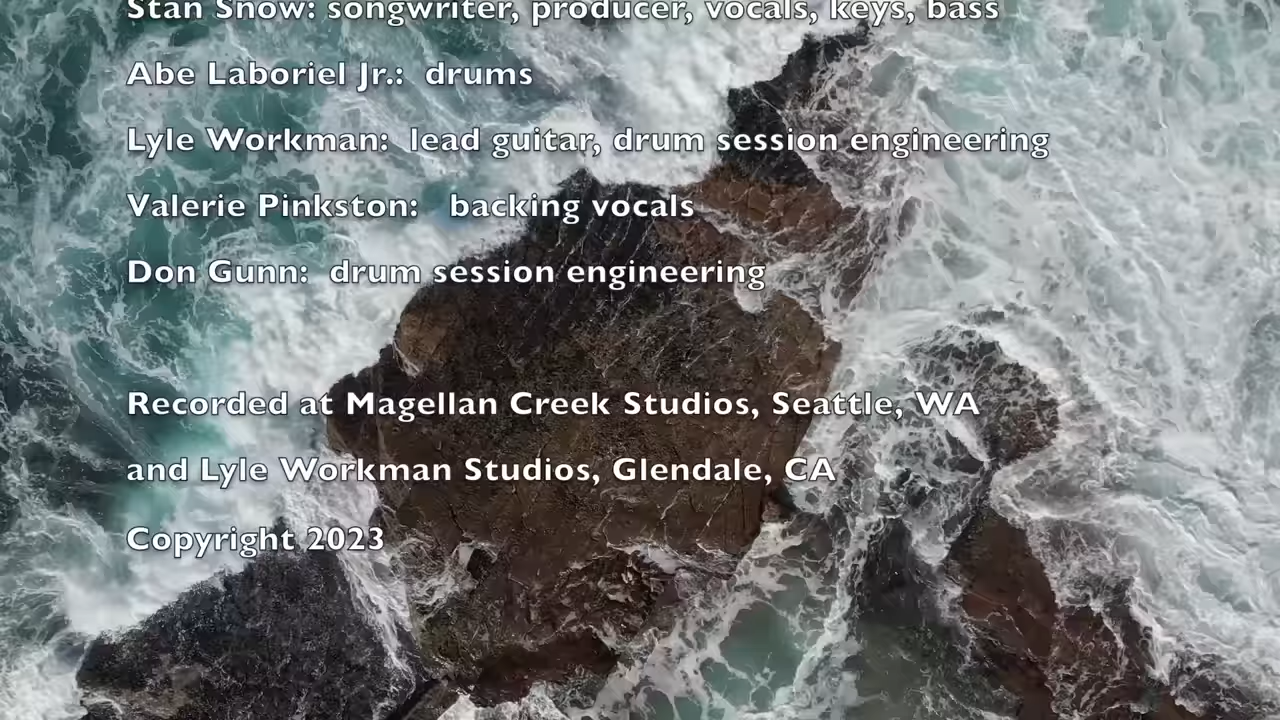 Stan Snow: songwriter, producer, vocals, keys, bass
Abe Laboriel Jr.: drums
Lyle Workman: lead guitar, drum session engineering
Valerie Pinkston: backing vocals
Don Gunn: drum session engineering
Recorded at Magellan Creek Studios, Seattle, WA
and Lyle Workman Studios, Glendale, CA
Copyright 2023